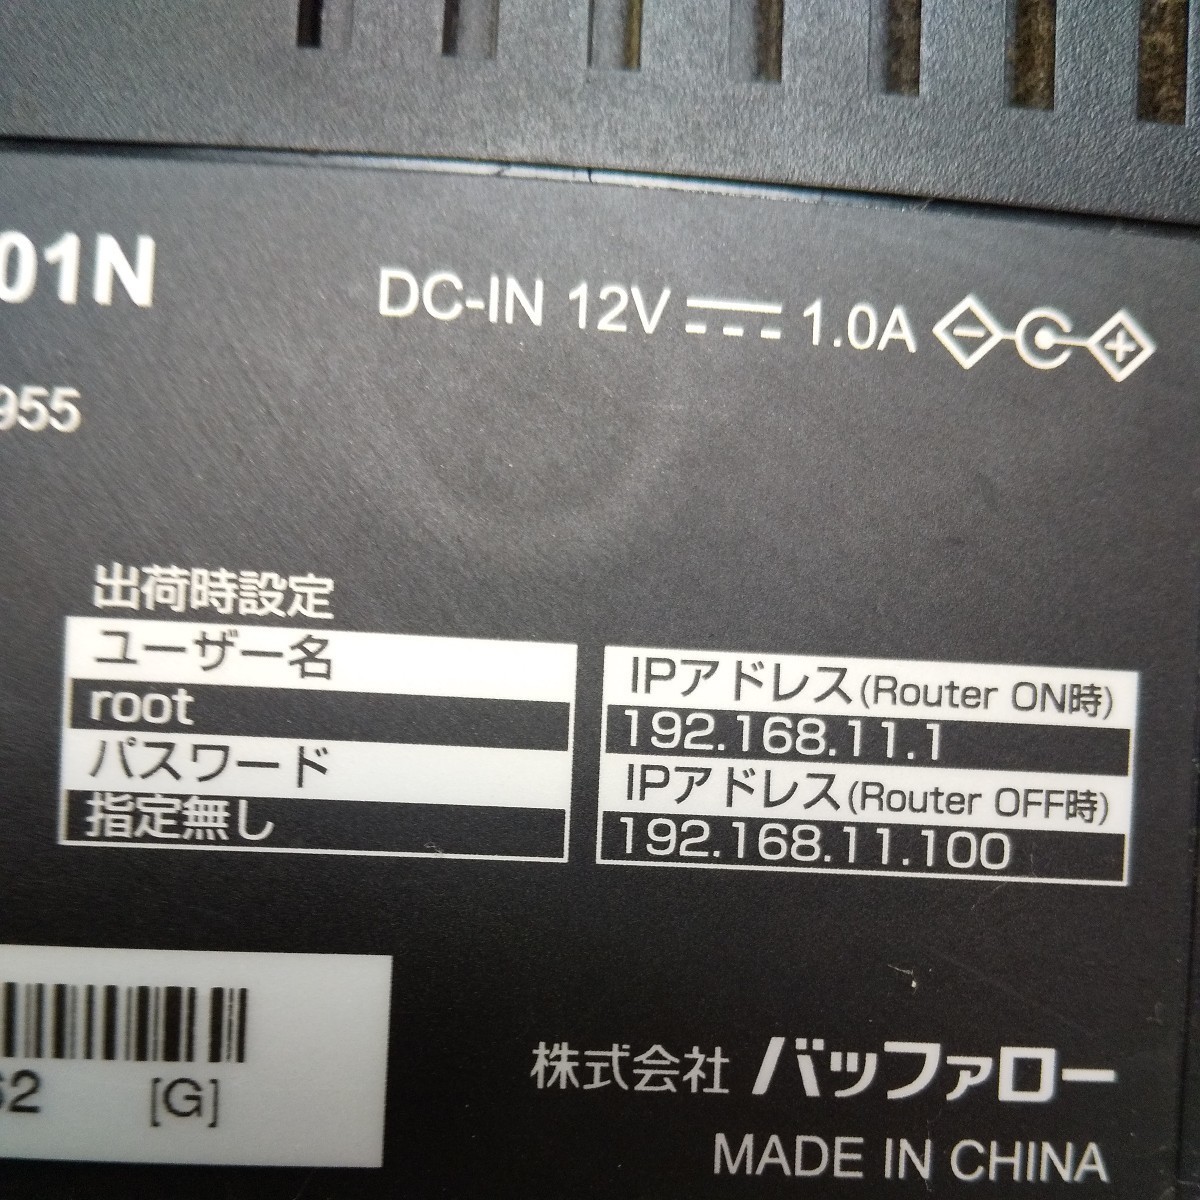 01N
DC-IN 12V 1.0A
955
出荷時設定
ユーザー名
root
パスワード
指定無し
IPアドレス(Router ON時)
192.168.11.1
IPアドレス(Router OFF時)
192.168.11.100
62 [G]
株式会社 バッファロー
MADE IN CHINA